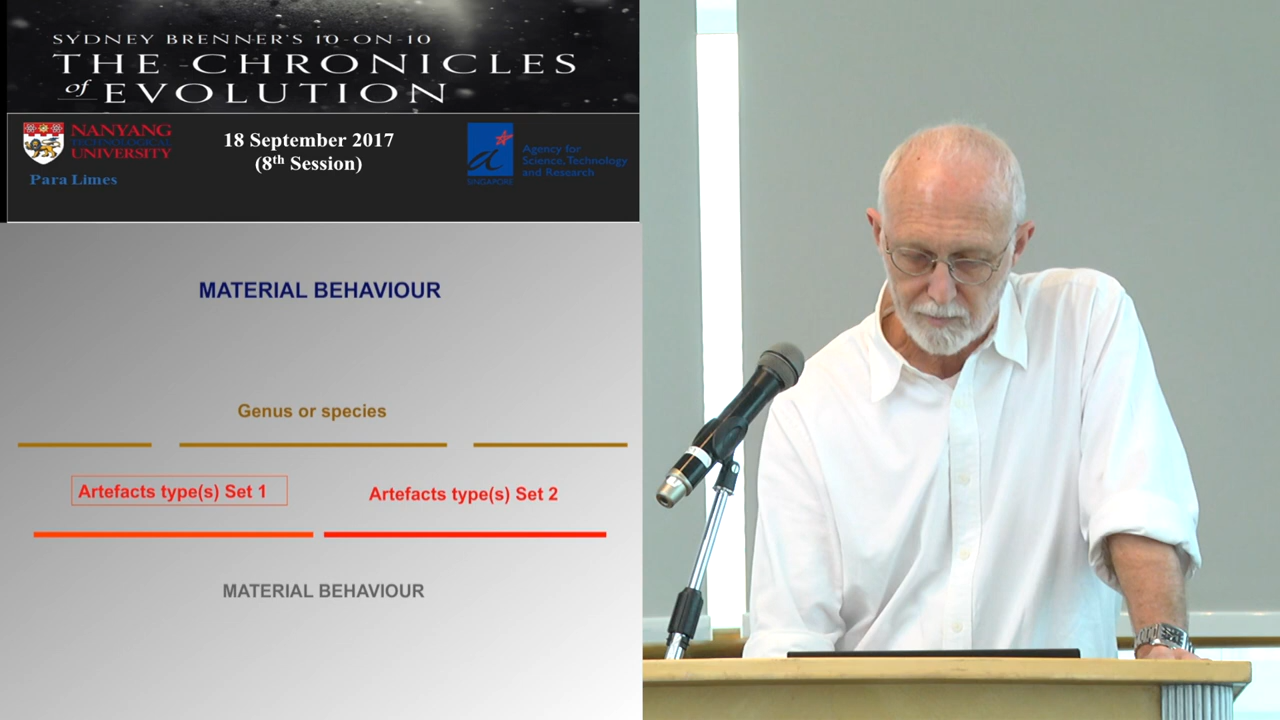 SYDNEY BRENNER'S 10-ON-10
THE CHRONICLES
of EVOLUTION
NANYANG
TECHNOLOGICAL
UNIVERSITY
Para Limes
18 September 2017
(8th Session)
Agency for
Science, Technology
and Research
SINGAPORE
MATERIAL BEHAVIOUR
Genus or species
Artefacts type(s) Set 1
Artefacts type(s) Set 2
MATERIAL BEHAVIOUR